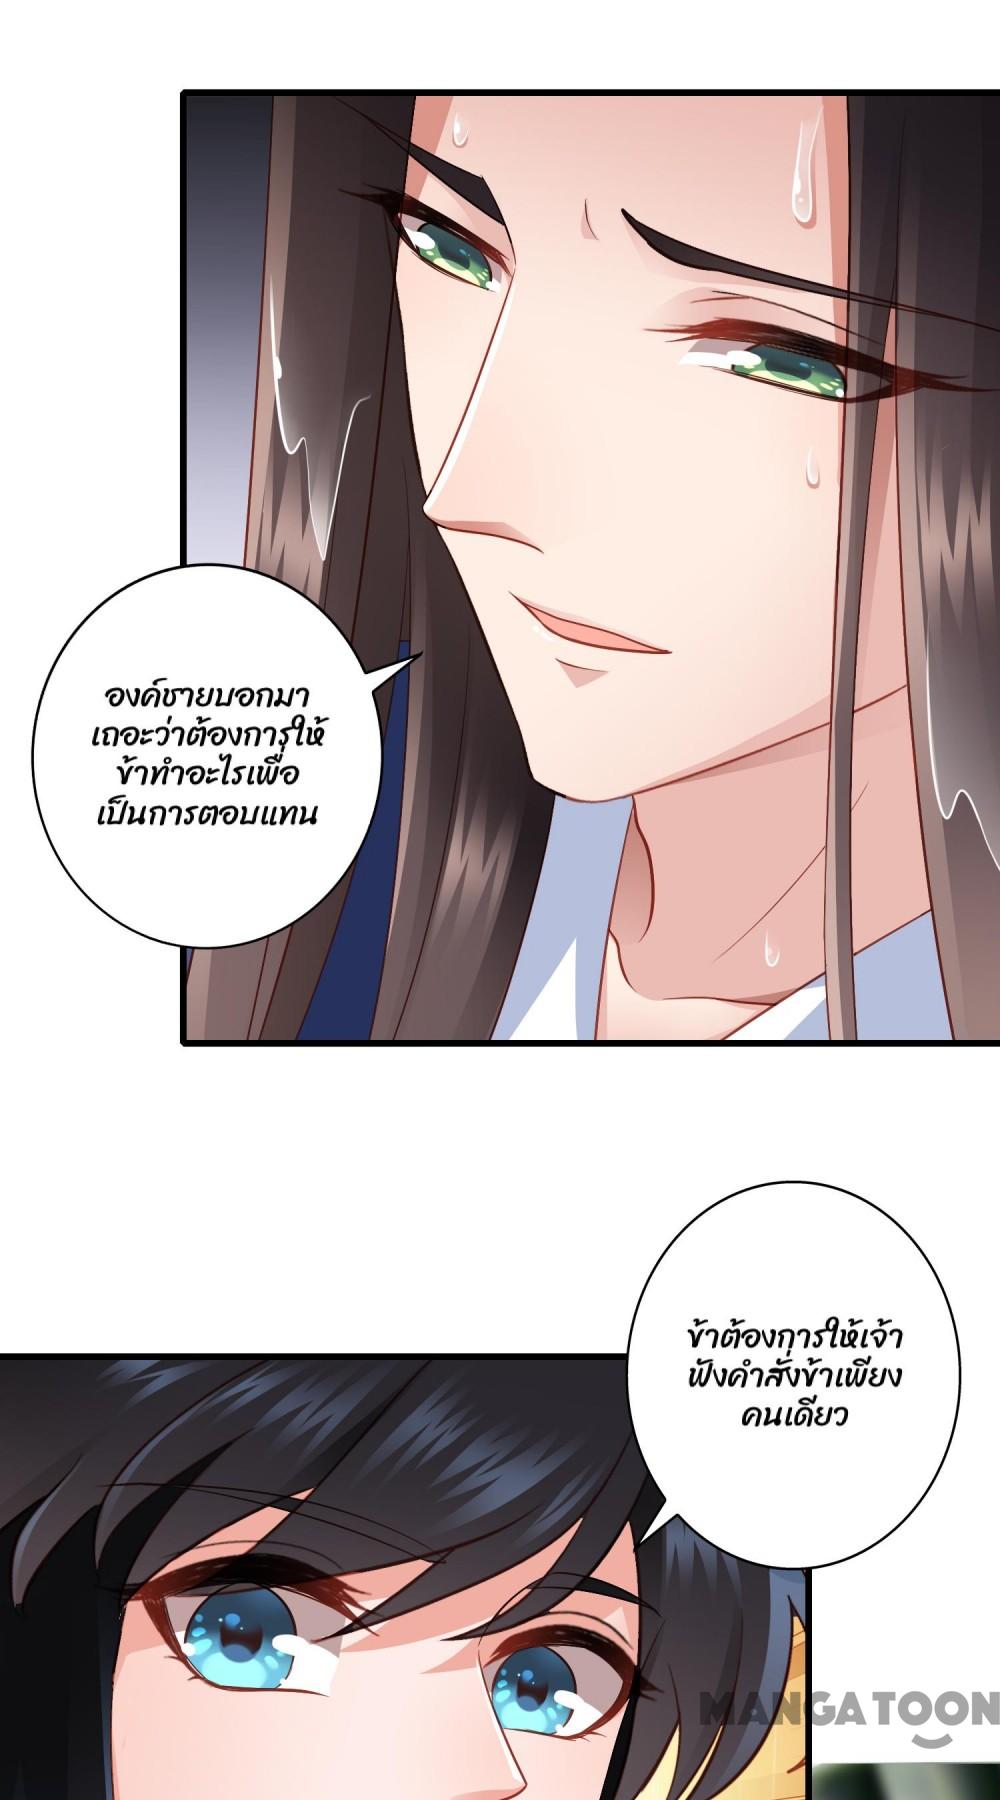 องค์ชายบอกมา
เถอะว่าต้องการให้
ข้าทำอะไรเพื่อ
เป็นการตอบแทน
ข้าต้องการให้เจ้า
ฟังคำสั่งข้าเพียง
คนเดียว
MANGATOON